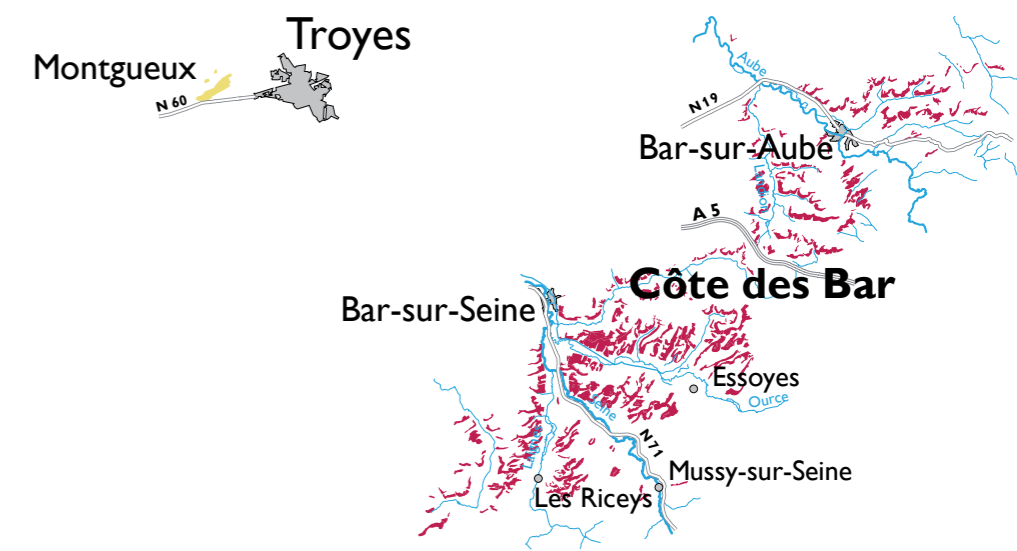 Troyes
Montgueux
N 60
Aube
N19
Bar-sur-Aube
A 5
Côte des Bar
Bar-sur-Seine
Essoyes
Ource
Seine
N71
Mussy-sur-Seine
Les Riceys